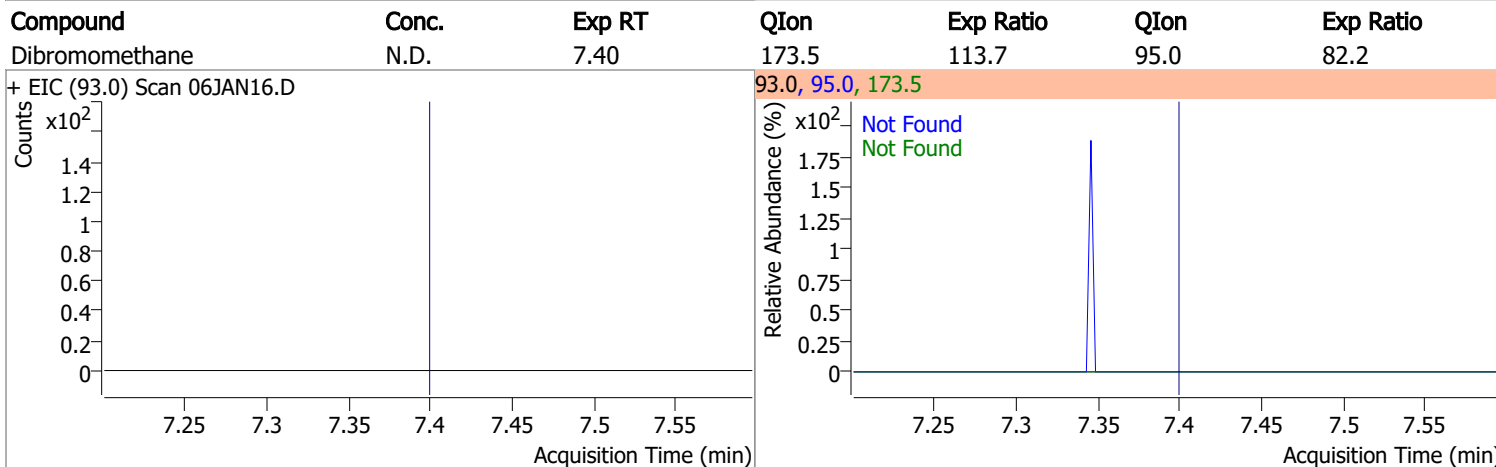 Compound Conc. Exp RT QIon Exp Ratio QIon Exp Ratio
Dibromomethane N.D. 7.40 173.5 113.7 95.0 82.2
+ EIC (93.0) Scan 06JAN16.D
Counts
x10²
1.4
1.2
1
0.8
0.6
0.4
0.2
0
7.25 7.3 7.35 7.4 7.45 7.5 7.55
Acquisition Time (min)
93.0, 95.0, 173.5
Relative Abundance (%)
x10²
Not Found
Not Found
1.75
1.5
1.25
1
0.75
0.5
0.25
0
7.25 7.3 7.35 7.4 7.45 7.5 7.55
Acquisition Time (min)